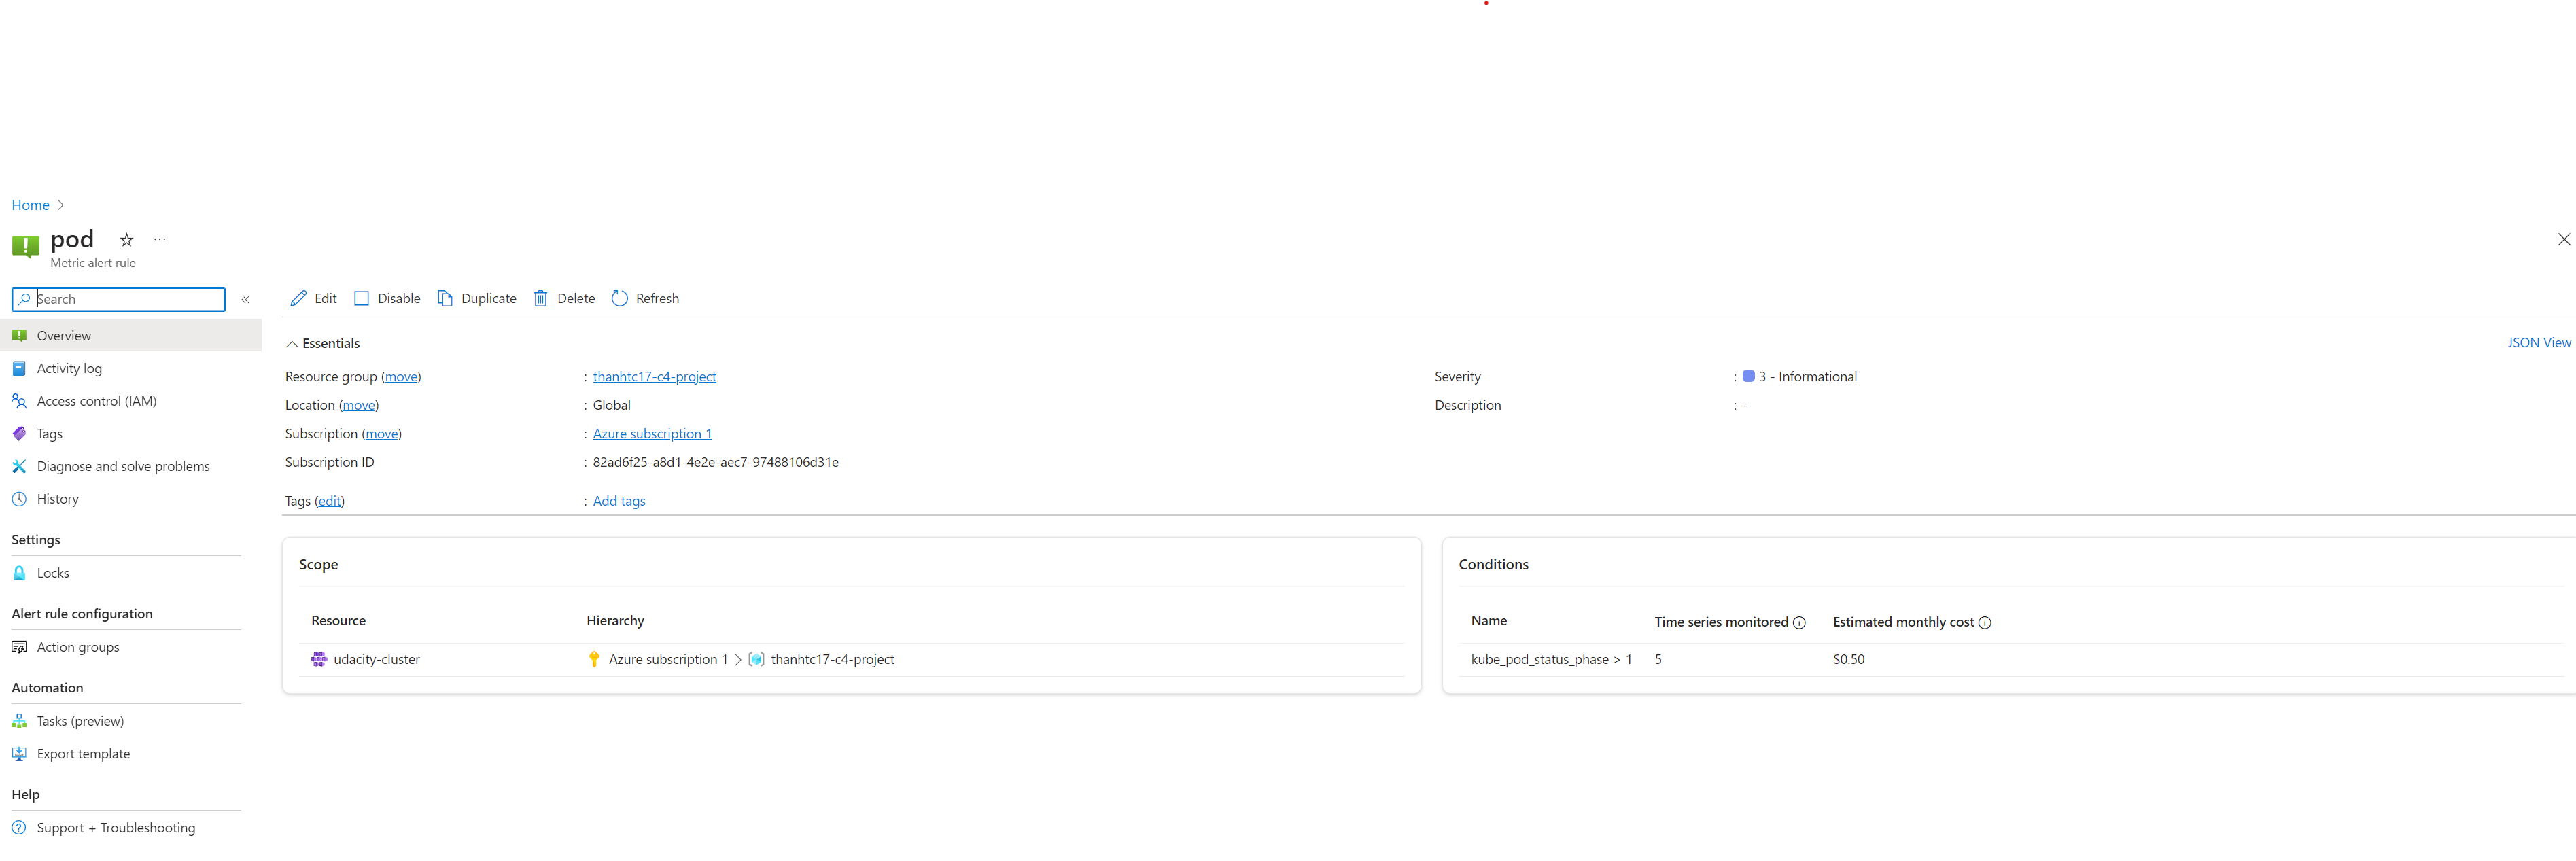 Home
pod
Metric alert rule
Search
Edit Disable Duplicate Delete Refresh
Overview
Activity log
Access control (IAM)
Tags
Diagnose and solve problems
History
Settings
Locks
Alert rule configuration
Action groups
Automation
Tasks (preview)
Export template
Help
Support + Troubleshooting
Essentials
JSON View
Resource group (move) : thanhtc17-c4-project
Location (move) : Global
Subscription (move) : Azure subscription 1
Subscription ID : 82ad6f25-a8d1-4e2e-aec7-97488106d31e
Tags (edit) : Add tags
Severity : 3 - Informational
Description : -
Scope
Resource Hierarchy
udacity-cluster Azure subscription 1 > thanhtc17-c4-project
Conditions
Name Time series monitored Estimated monthly cost
kube_pod_status_phase > 1 5 $0.50